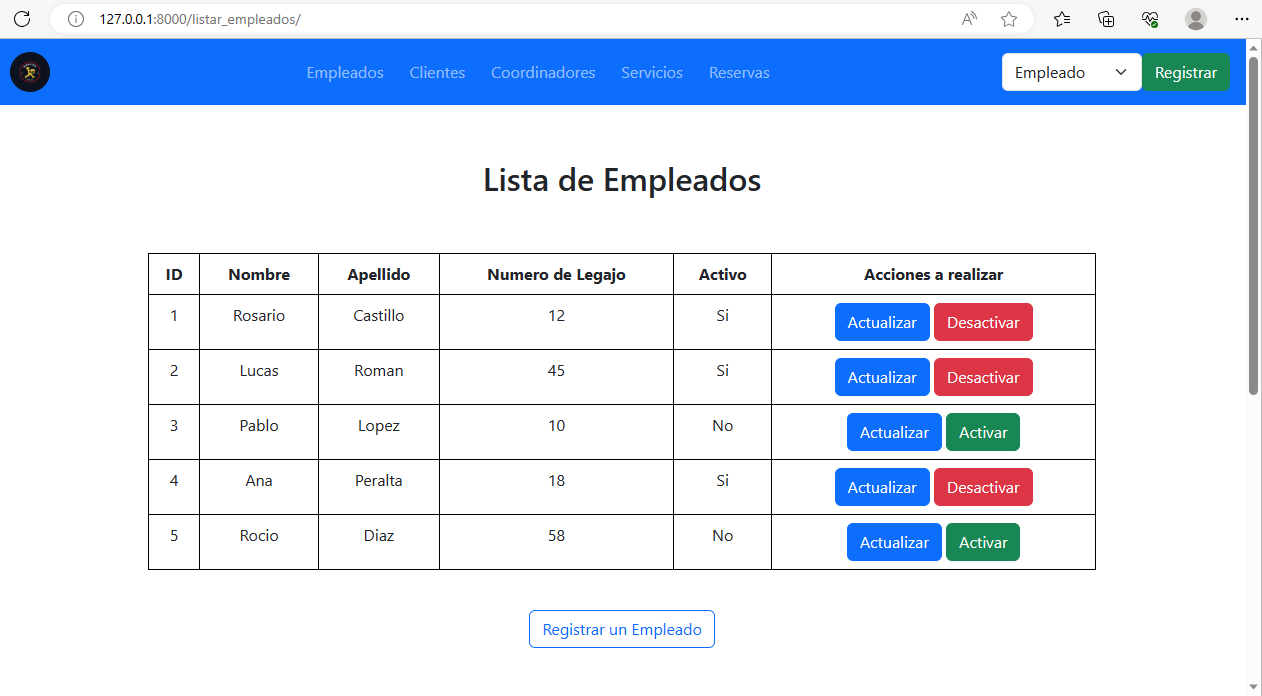 127.0.0.1:8000/listar_empleados/
Empleados Clientes Coordinadores Servicios Reservas Empleado Registrar
Lista de Empleados
ID Nombre Apellido Numero de Legajo Activo Acciones a realizar
1 Rosario Castillo 12 Si Actualizar Desactivar
2 Lucas Roman 45 Si Actualizar Desactivar
3 Pablo Lopez 10 No Actualizar Activar
4 Ana Peralta 18 Si Actualizar Desactivar
5 Rocio Diaz 58 No Actualizar Activar
Registrar un Empleado